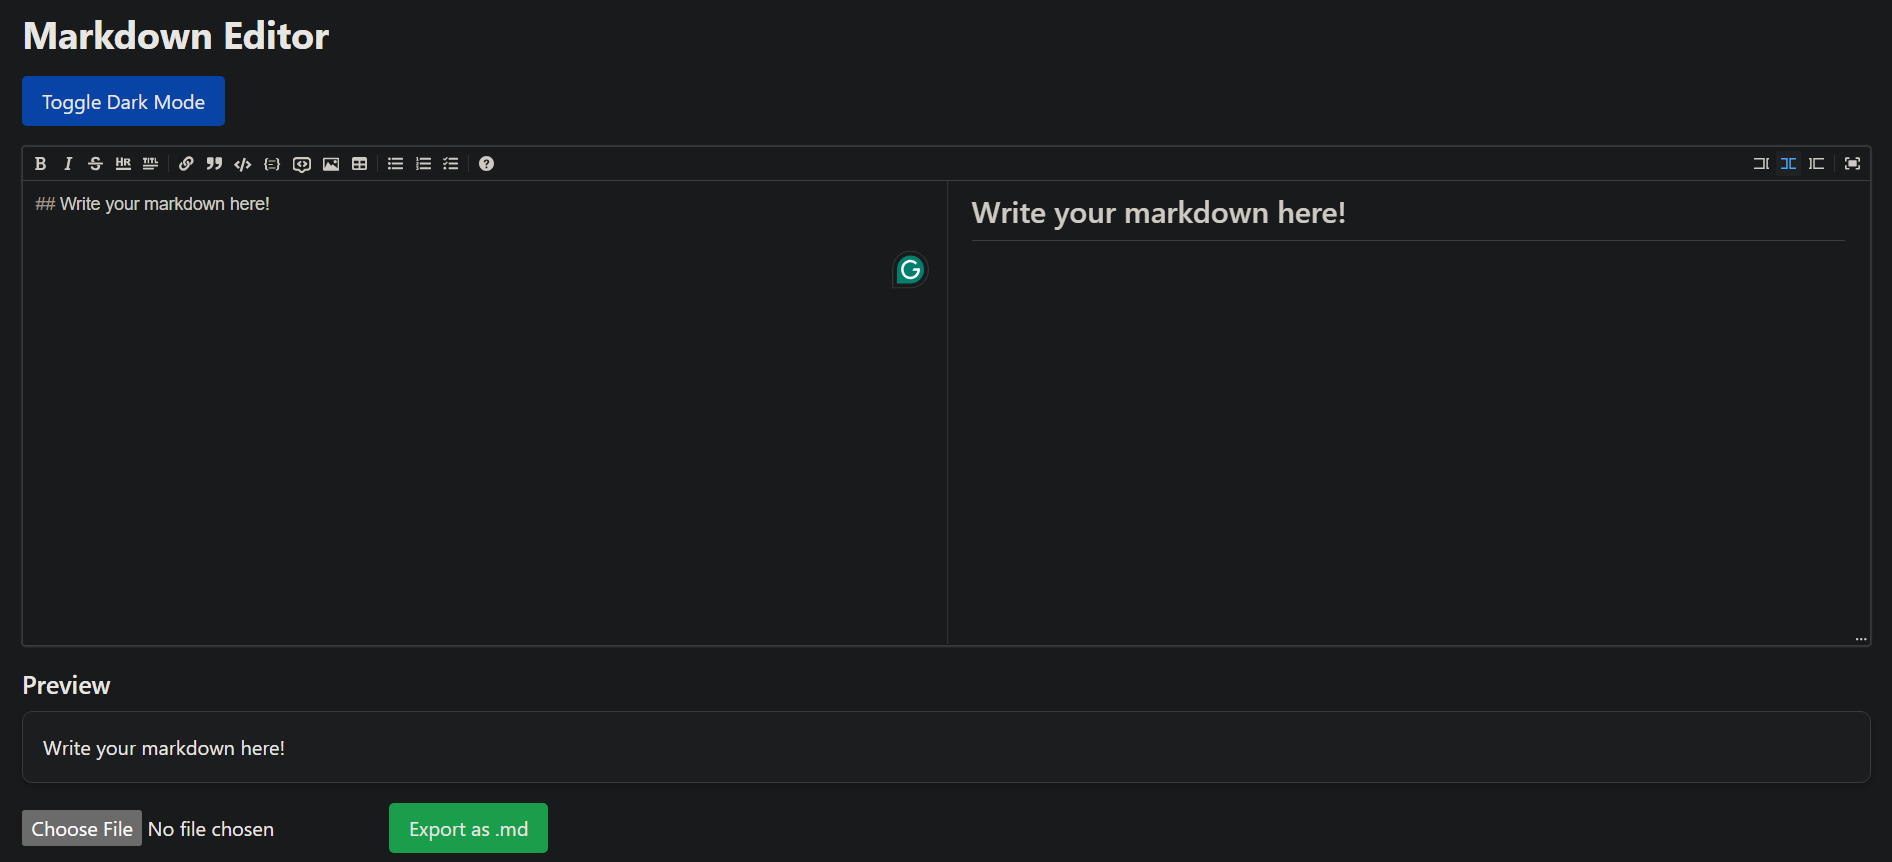 Markdown Editor
Toggle Dark Mode
B I S HR TITL
## Write your markdown here!
Write your markdown here!
G
Preview
Write your markdown here!
Choose File No file chosen
Export as .md